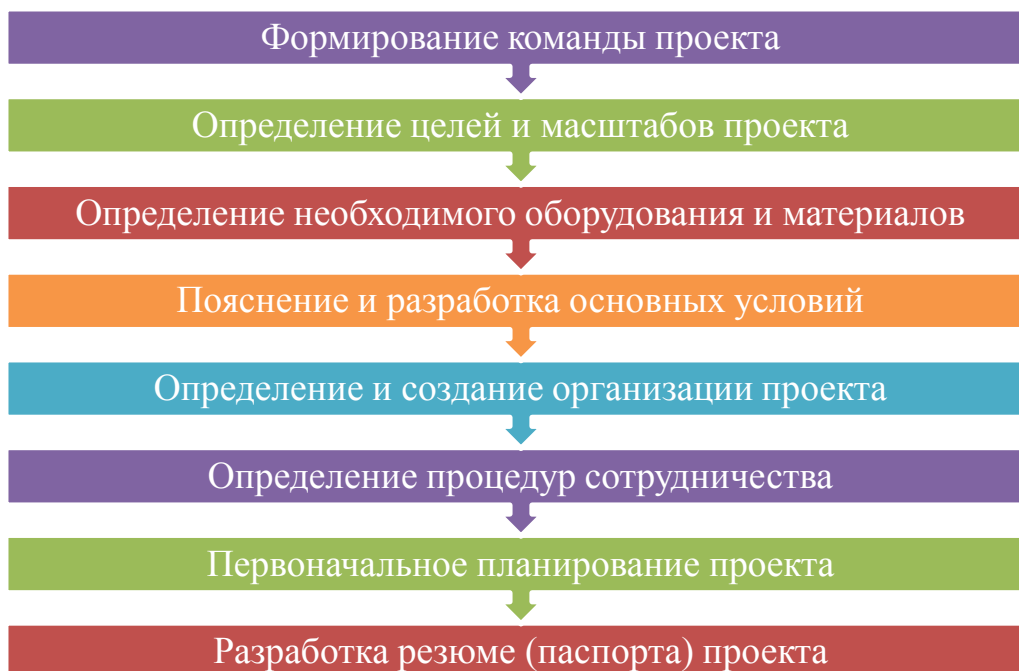 Формирование команды проекта
Определение целей и масштабов проекта
Определение необходимого оборудования и материалов
Пояснение и разработка основных условий
Определение и создание организации проекта
Определение процедур сотрудничества
Первоначальное планирование проекта
Разработка резюме (паспорта) проекта